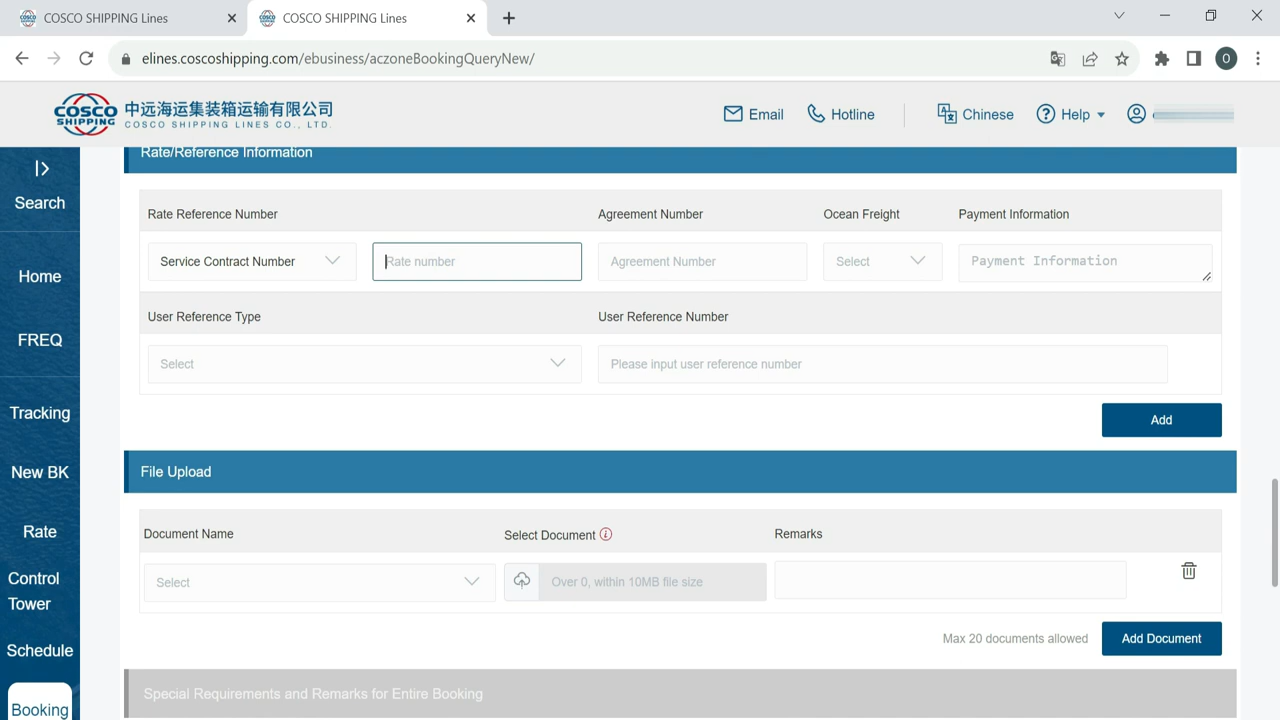 COSCO SHIPPING Lines
COSCO SHIPPING Lines
elines.coscoshipping.com/ebusiness/aczoneBookingQueryNew/
O
COSCO
SHIPPING
中远海运集装箱运输有限公司
COSCO SHIPPING LINES CO., LTD.
Email
Hotline
Chinese
Help
Search
Home
FREQ
Tracking
New BK
Rate
Control
Tower
Schedule
Booking
Rate/Reference Information
Rate Reference Number
Agreement Number
Ocean Freight
Payment Information
Service Contract Number
Rate number
Agreement Number
Select
Payment Information
User Reference Type
User Reference Number
Select
Please input user reference number
Add
File Upload
Document Name
Select Document
Remarks
Select
Over 0, within 10MB file size
Max 20 documents allowed
Add Document
Special Requirements and Remarks for Entire Booking